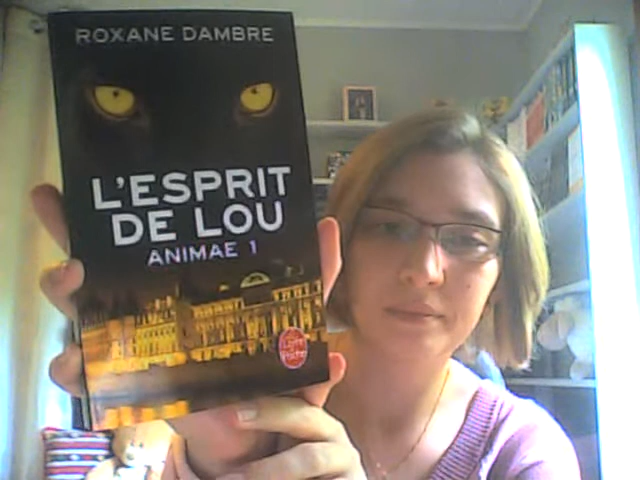 ROXANE DAMBRE
L'ESPRIT
DE LOU
ANIMAE 1
Le Livre
de Poche